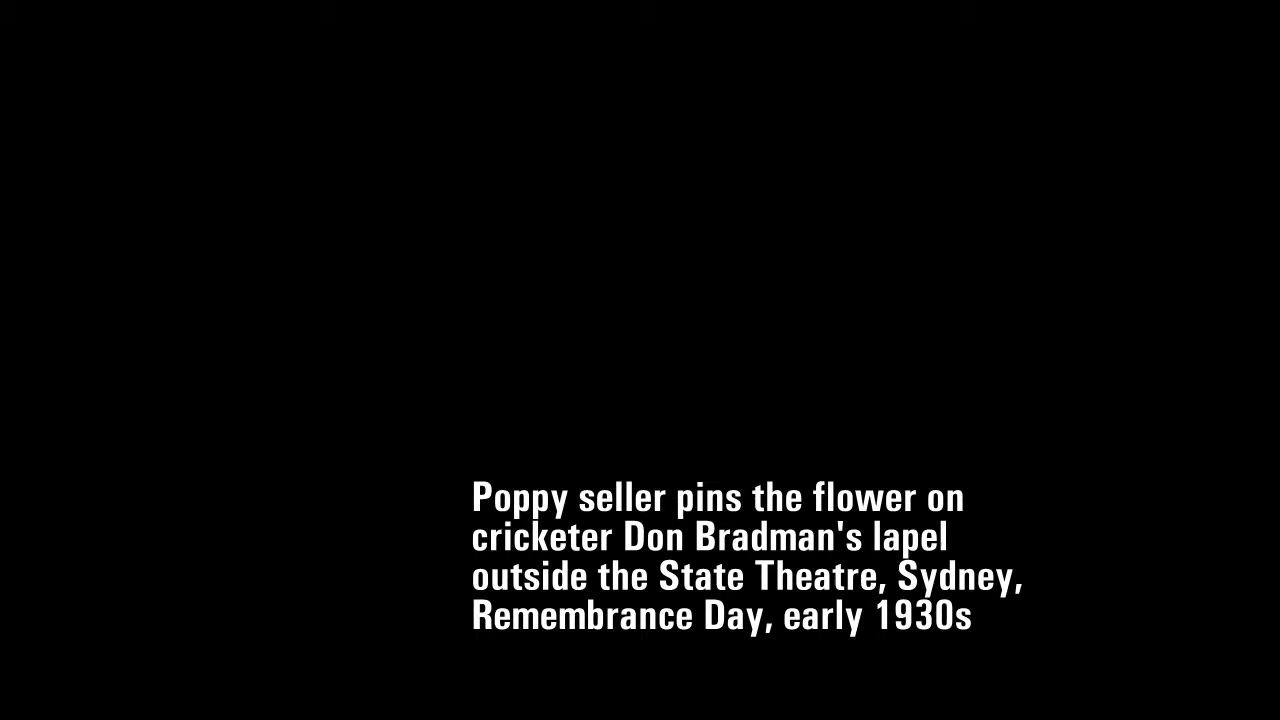 Poppy seller pins the flower on
cricketer Don Bradman's lapel
outside the State Theatre, Sydney,
Remembrance Day, early 1930s